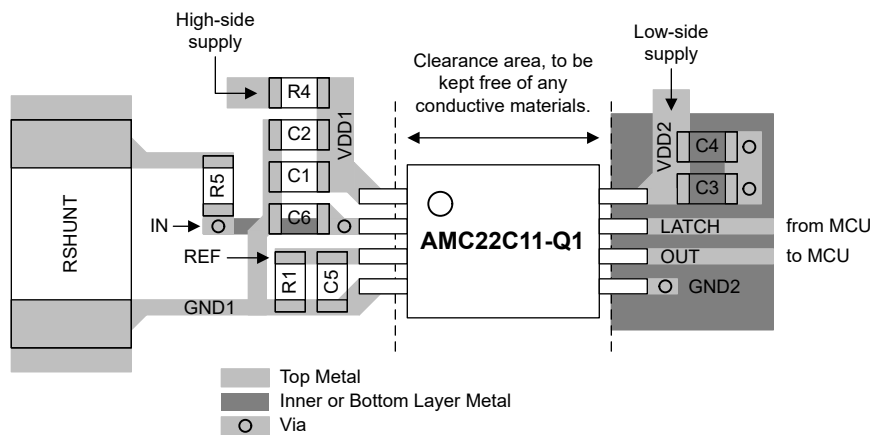 High-side
supply
Low-side
supply
Clearance area, to be
kept free of any
conductive materials.
R4
C2
VDD1
C1
C6
R5
IN
REF
RSHUNT
R1
C5
GND1
AMC22C11-Q1
VDD2
C4
C3
LATCH
from MCU
OUT
to MCU
GND2
Top Metal
Inner or Bottom Layer Metal
Via